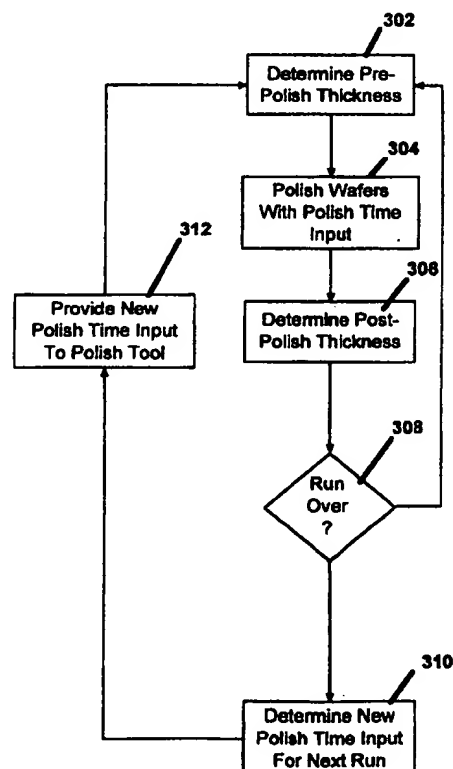 302
Determine Pre-
Polish Thickness
304
Polish Wafers
With Polish Time
Input
312
Provide New
Polish Time Input
To Polish Tool
306
Determine Post-
Polish Thickness
308
Run
Over
?
310
Determine New
Polish Time Input
For Next Run